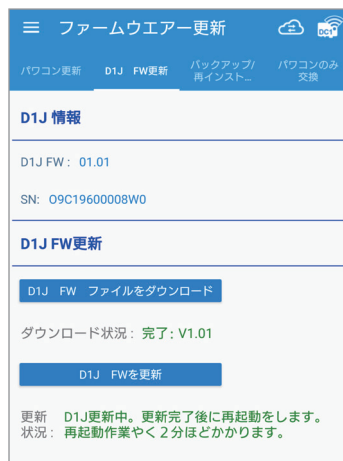 ファームウエアー更新
DC1J
パワコン更新
D1J FW更新
バックアップ/
再インスト...
パワコンのみ
交換
D1J 情報
D1J FW : 01.01
SN: O9C19600008W0
D1J FW更新
D1J FW ファイルをダウンロード
ダウンロード状況 : 完了: V1.01
D1J FWを更新
更新 D1J更新中。更新完了後に再起動をします。
状況 : 再起動作業やく２分ほどかかります。